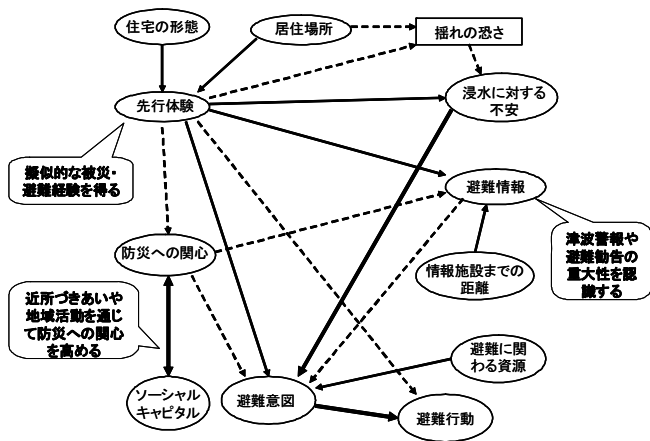 住宅の形態
居住場所
揺れの恐さ
先行体験
浸水に対する
不安
擬似的な被災・
避難経験を得る
避難情報
防災への関心
情報施設までの
距離
津波警報や
避難勧告の
重大性を認
識する
近所づきあいや
地域活動を通じ
て防災への関心
を高める
避難に関
わる資源
ソーシャル
キャピタル
避難意図
避難行動